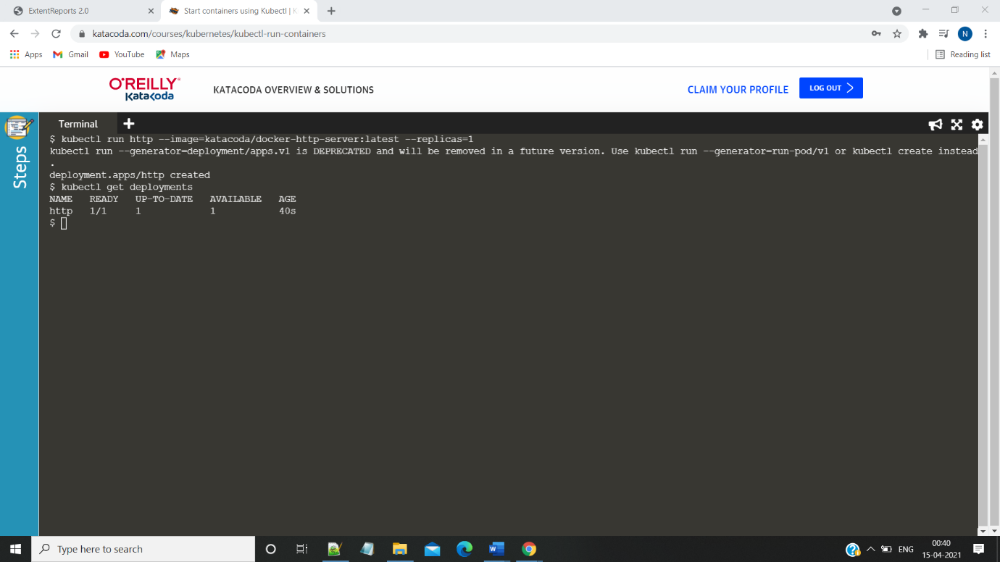 ExtentReports 2.0
Start containers using Kubectl | K
katacoda.com/courses/kubernetes/kubectl-run-containers
N
Apps
Gmail
YouTube
Maps
Reading list
O'REILLY®
Katacoda
KATACODA OVERVIEW & SOLUTIONS
CLAIM YOUR PROFILE
LOG OUT
Steps
Terminal
$ kubectl run http --image=katacoda/docker-http-server:latest --replicas=1
kubectl run --generator=deployment/apps.v1 is DEPRECATED and will be removed in a future version. Use kubectl run --generator=run-pod/v1 or kubectl create instead
.
deployment.apps/http created
$ kubectl get deployments
NAME READY UP-TO-DATE AVAILABLE AGE
http 1/1 1 1 40s
$
Type here to search
W
ENG
00:40
15-04-2021